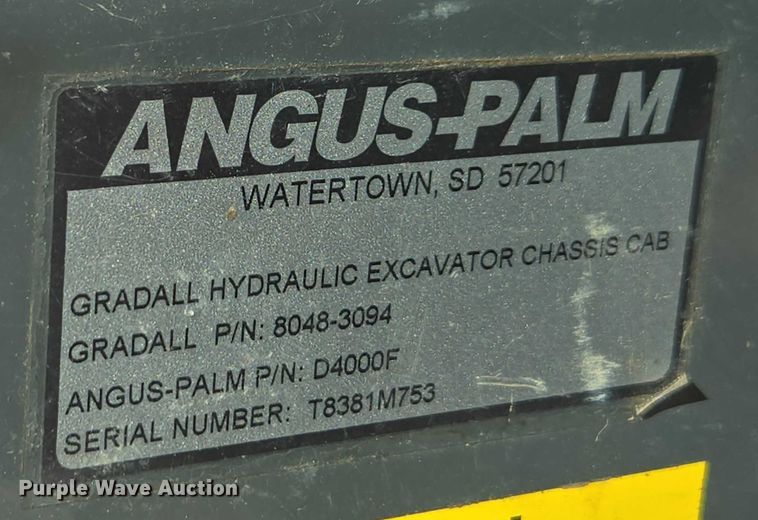 ANGUS-PALM
WATERTOWN, SD 57201
GRADALL HYDRAULIC EXCAVATOR CHASSIS CAB
GRADALL P/N: 8048-3094
ANGUS-PALM P/N: D4000F
SERIAL NUMBER: T8381M753
Purple Wave Auction